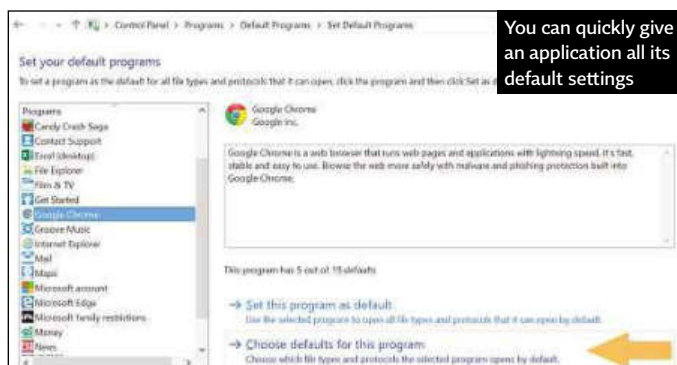 Control Panel > Programs > Default Programs > Set Default Programs
You can quickly give
an application all its
default settings
Set your default programs
To set a program as the default for all file types and protocols that it can open, click the program and then click Set as
Programs
Candy Crush Saga
Contact Support
Excel (desktop)
File Explorer
Film & TV
Get Started
Google Chrome
Groove Music
Internet Explorer
Mail
Maps
Microsoft account
Microsoft Edge
Microsoft family restrictions
Money
News
Google Chrome
Google Inc.
Google Chrome is a web browser that runs web pages and applications with lightning speed. It's fast,
stable and easy to use. Browse the web more safely with malware and phishing protection built into
Google Chrome.
This program has 5 out of 15 defaults
→ Set this program as default
Use the selected program to open all file types and protocols that it can open by default.
→ Choose defaults for this program
Choose which file types and protocols the selected program opens by default.